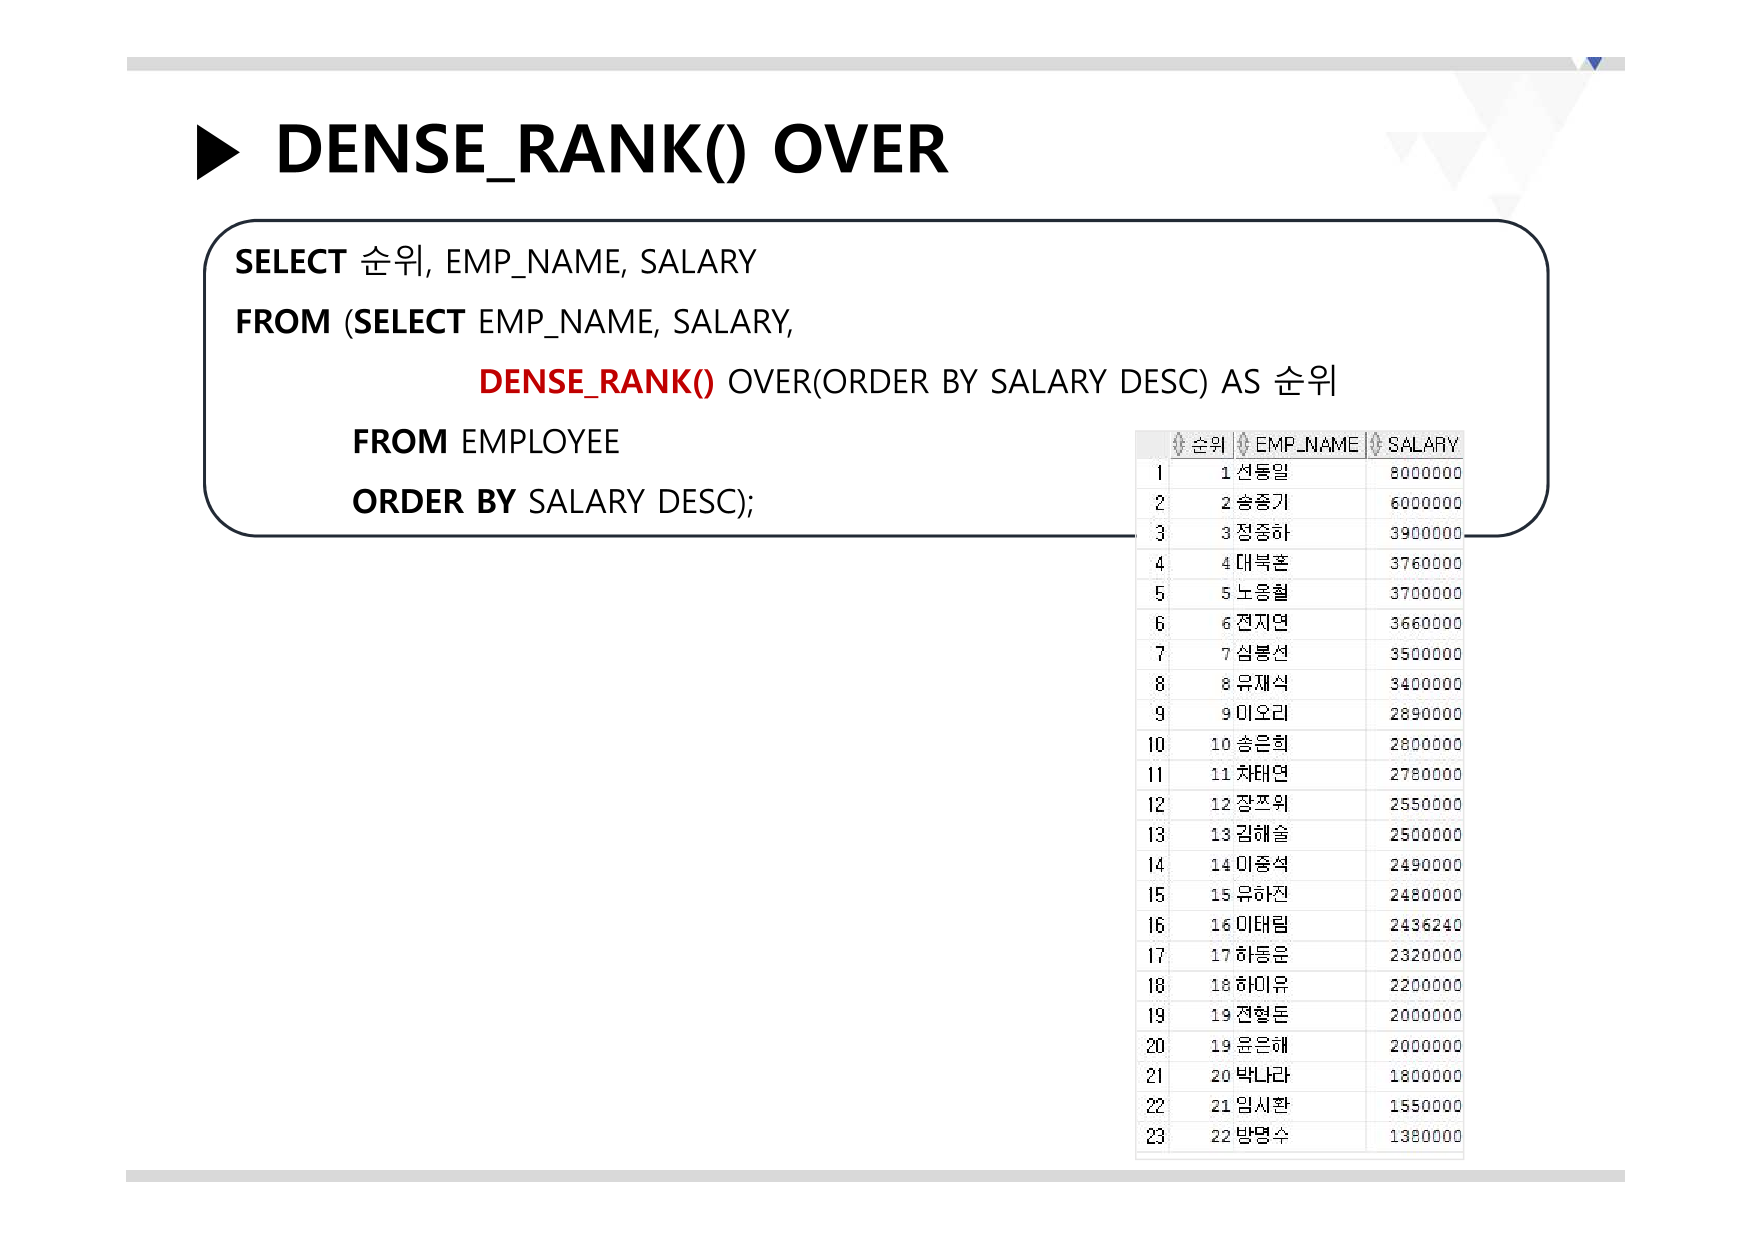 ▶ DENSE_RANK() OVER
SELECT 순위, EMP_NAME, SALARY
FROM (SELECT EMP_NAME, SALARY,
DENSE_RANK() OVER(ORDER BY SALARY DESC) AS 순위
FROM EMPLOYEE
ORDER BY SALARY DESC);
순위 EMP_NAME SALARY
1 1 선동일 8000000
2 2 송종기 6000000
3 3 정중하 3900000
4 4 대북혼 3760000
5 5 노옹철 3700000
6 6 전지연 3660000
7 7 심봉선 3500000
8 8 유재식 3400000
9 9 이오리 2890000
10 10 송은희 2800000
11 11 차태연 2780000
12 12 장쯔위 2550000
13 13 김해술 2500000
14 14 이중석 2490000
15 15 유하진 2480000
16 16 이태림 2436240
17 17 하동운 2320000
18 18 하이유 2200000
19 19 전형돈 2000000
20 19 윤은해 2000000
21 20 박나라 1800000
22 21 임시환 1550000
23 22 방명수 1380000